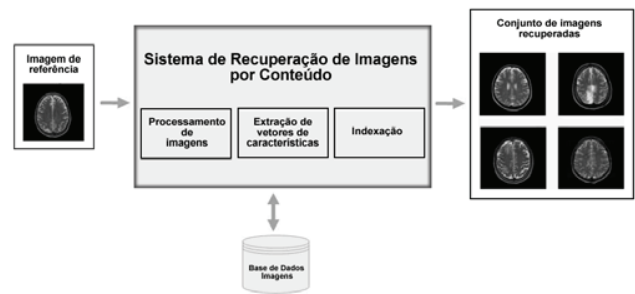 Imagem de
referência
Sistema de Recuperação de Imagens
por Conteúdo
Processamento
de
imagens
Extração de
vetores de
características
Indexação
Conjunto de imagens
recuperadas
Base de Dados
Imagens